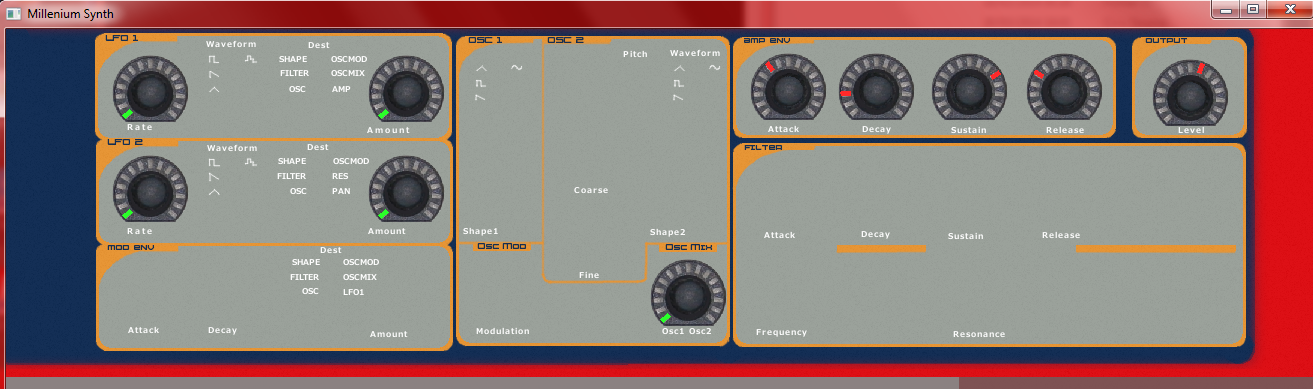 Millenium Synth
LFO 1
Waveform
Dest
SHAPE OSCMOD
FILTER OSCMIX
OSC AMP
Rate
Amount
LFO 2
Waveform
Dest
SHAPE OSCMOD
FILTER RES
OSC PAN
Rate
Amount
MOD ENV
Dest
SHAPE OSCMOD
FILTER OSCMIX
OSC LFO1
Attack
Decay
Amount
OSC 1
OSC 2
Pitch
Waveform
Coarse
Shape1
Shape2
Osc Mod
Osc Mix
Fine
Modulation
Osc1 Osc2
AMP ENV
Attack
Decay
Sustain
Release
OUTPUT
Level
FILTER
Attack
Decay
Sustain
Release
Frequency
Resonance